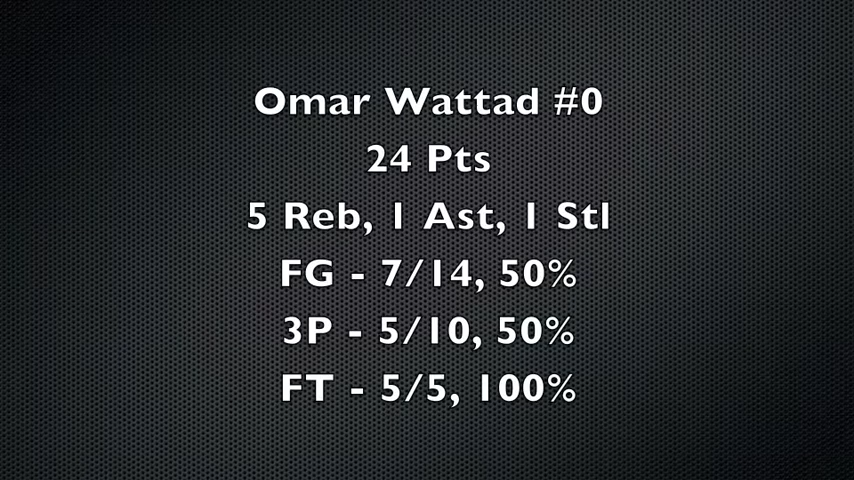 Omar Wattad #0
24 Pts
5 Reb, 1 Ast, 1 Stl
FG - 7/14, 50%
3P - 5/10, 50%
FT - 5/5, 100%